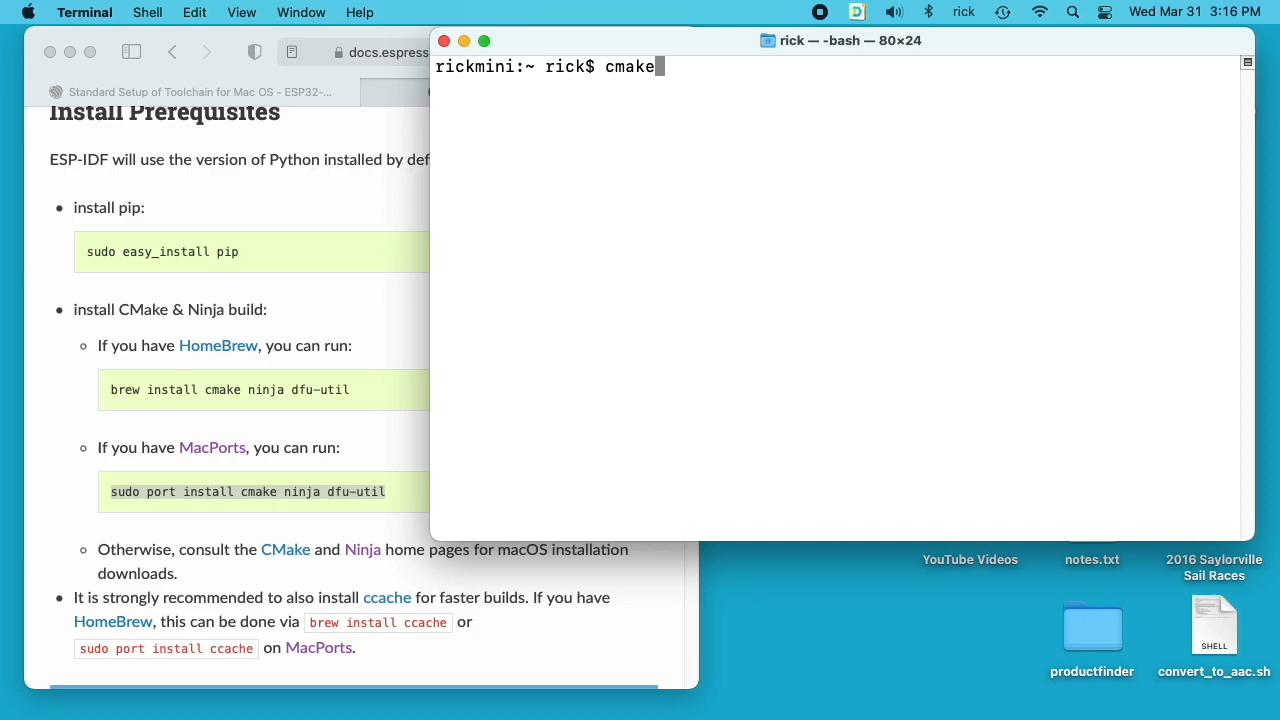 Terminal Shell Edit View Window Help rick Wed Mar 31 3:16 PM
docs.espress
Standard Setup of Toolchain for Mac OS - ESP32-...
rick — -bash — 80×24
rickmini:~ rick$ cmake
Install Prerequisites
ESP-IDF will use the version of Python installed by def
• install pip:
sudo easy_install pip
• install CMake & Ninja build:
If you have HomeBrew, you can run:
brew install cmake ninja dfu-util
If you have MacPorts, you can run:
sudo port install cmake ninja dfu-util
Otherwise, consult the CMake and Ninja home pages for macOS installation
downloads.
• It is strongly recommended to also install ccache for faster builds. If you have
HomeBrew, this can be done via brew install ccache or
sudo port install ccache on MacPorts.
YouTube Videos
notes.txt
2016 Saylorville
Sail Races
productfinder
SHELL
convert_to_aac.sh